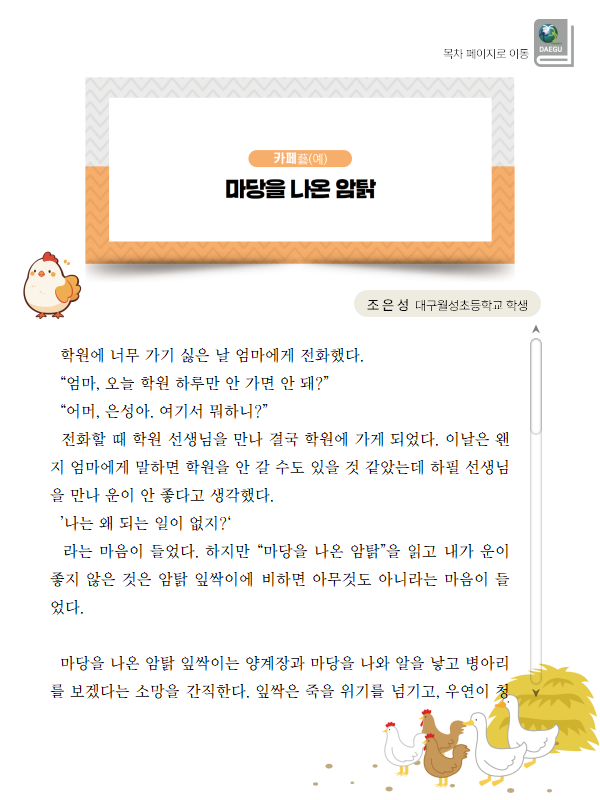 목차 페이지로 이동
DAEGU
카페藝(예)
마당을 나온 암탉
조은성 대구월성초등학교 학생
학원에 너무 가기 싫은 날 엄마에게 전화했다.
“엄마, 오늘 학원 하루만 안 가면 안 돼?”
“어머, 은성아. 여기서 뭐하니?”
전화할 때 학원 선생님을 만나 결국 학원에 가게 되었다. 이날은 왠
지 엄마에게 말하면 학원을 안 갈 수도 있을 것 같았는데 하필 선생님
을 만나 운이 안 좋다고 생각했다.
’나는 왜 되는 일이 없지?‘
라는 마음이 들었다. 하지만 “마당을 나온 암탉”을 읽고 내가 운이
좋지 않은 것은 암탉 잎싹이에 비하면 아무것도 아니라는 마음이 들
었다.
마당을 나온 암탉 잎싹이는 양계장과 마당을 나와 알을 낳고 병아리
를 보겠다는 소망을 간직한다. 잎싹은 죽을 위기를 넘기고, 우연이 청